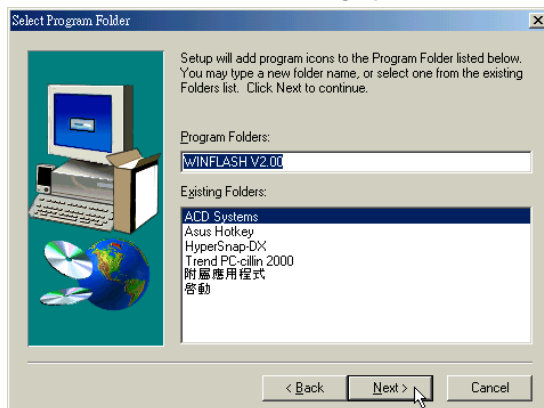 Select Program Folder
Setup will add program icons to the Program Folder listed below.
You may type a new folder name, or select one from the existing
Folders list.  Click Next to continue.
Program Folders:
WINFLASH V2.00
Existing Folders:
ACD Systems
Asus Hotkey
HyperSnap-DX
Trend PC-cillin 2000
附屬應用程式
啓動
< Back
Next >
Cancel